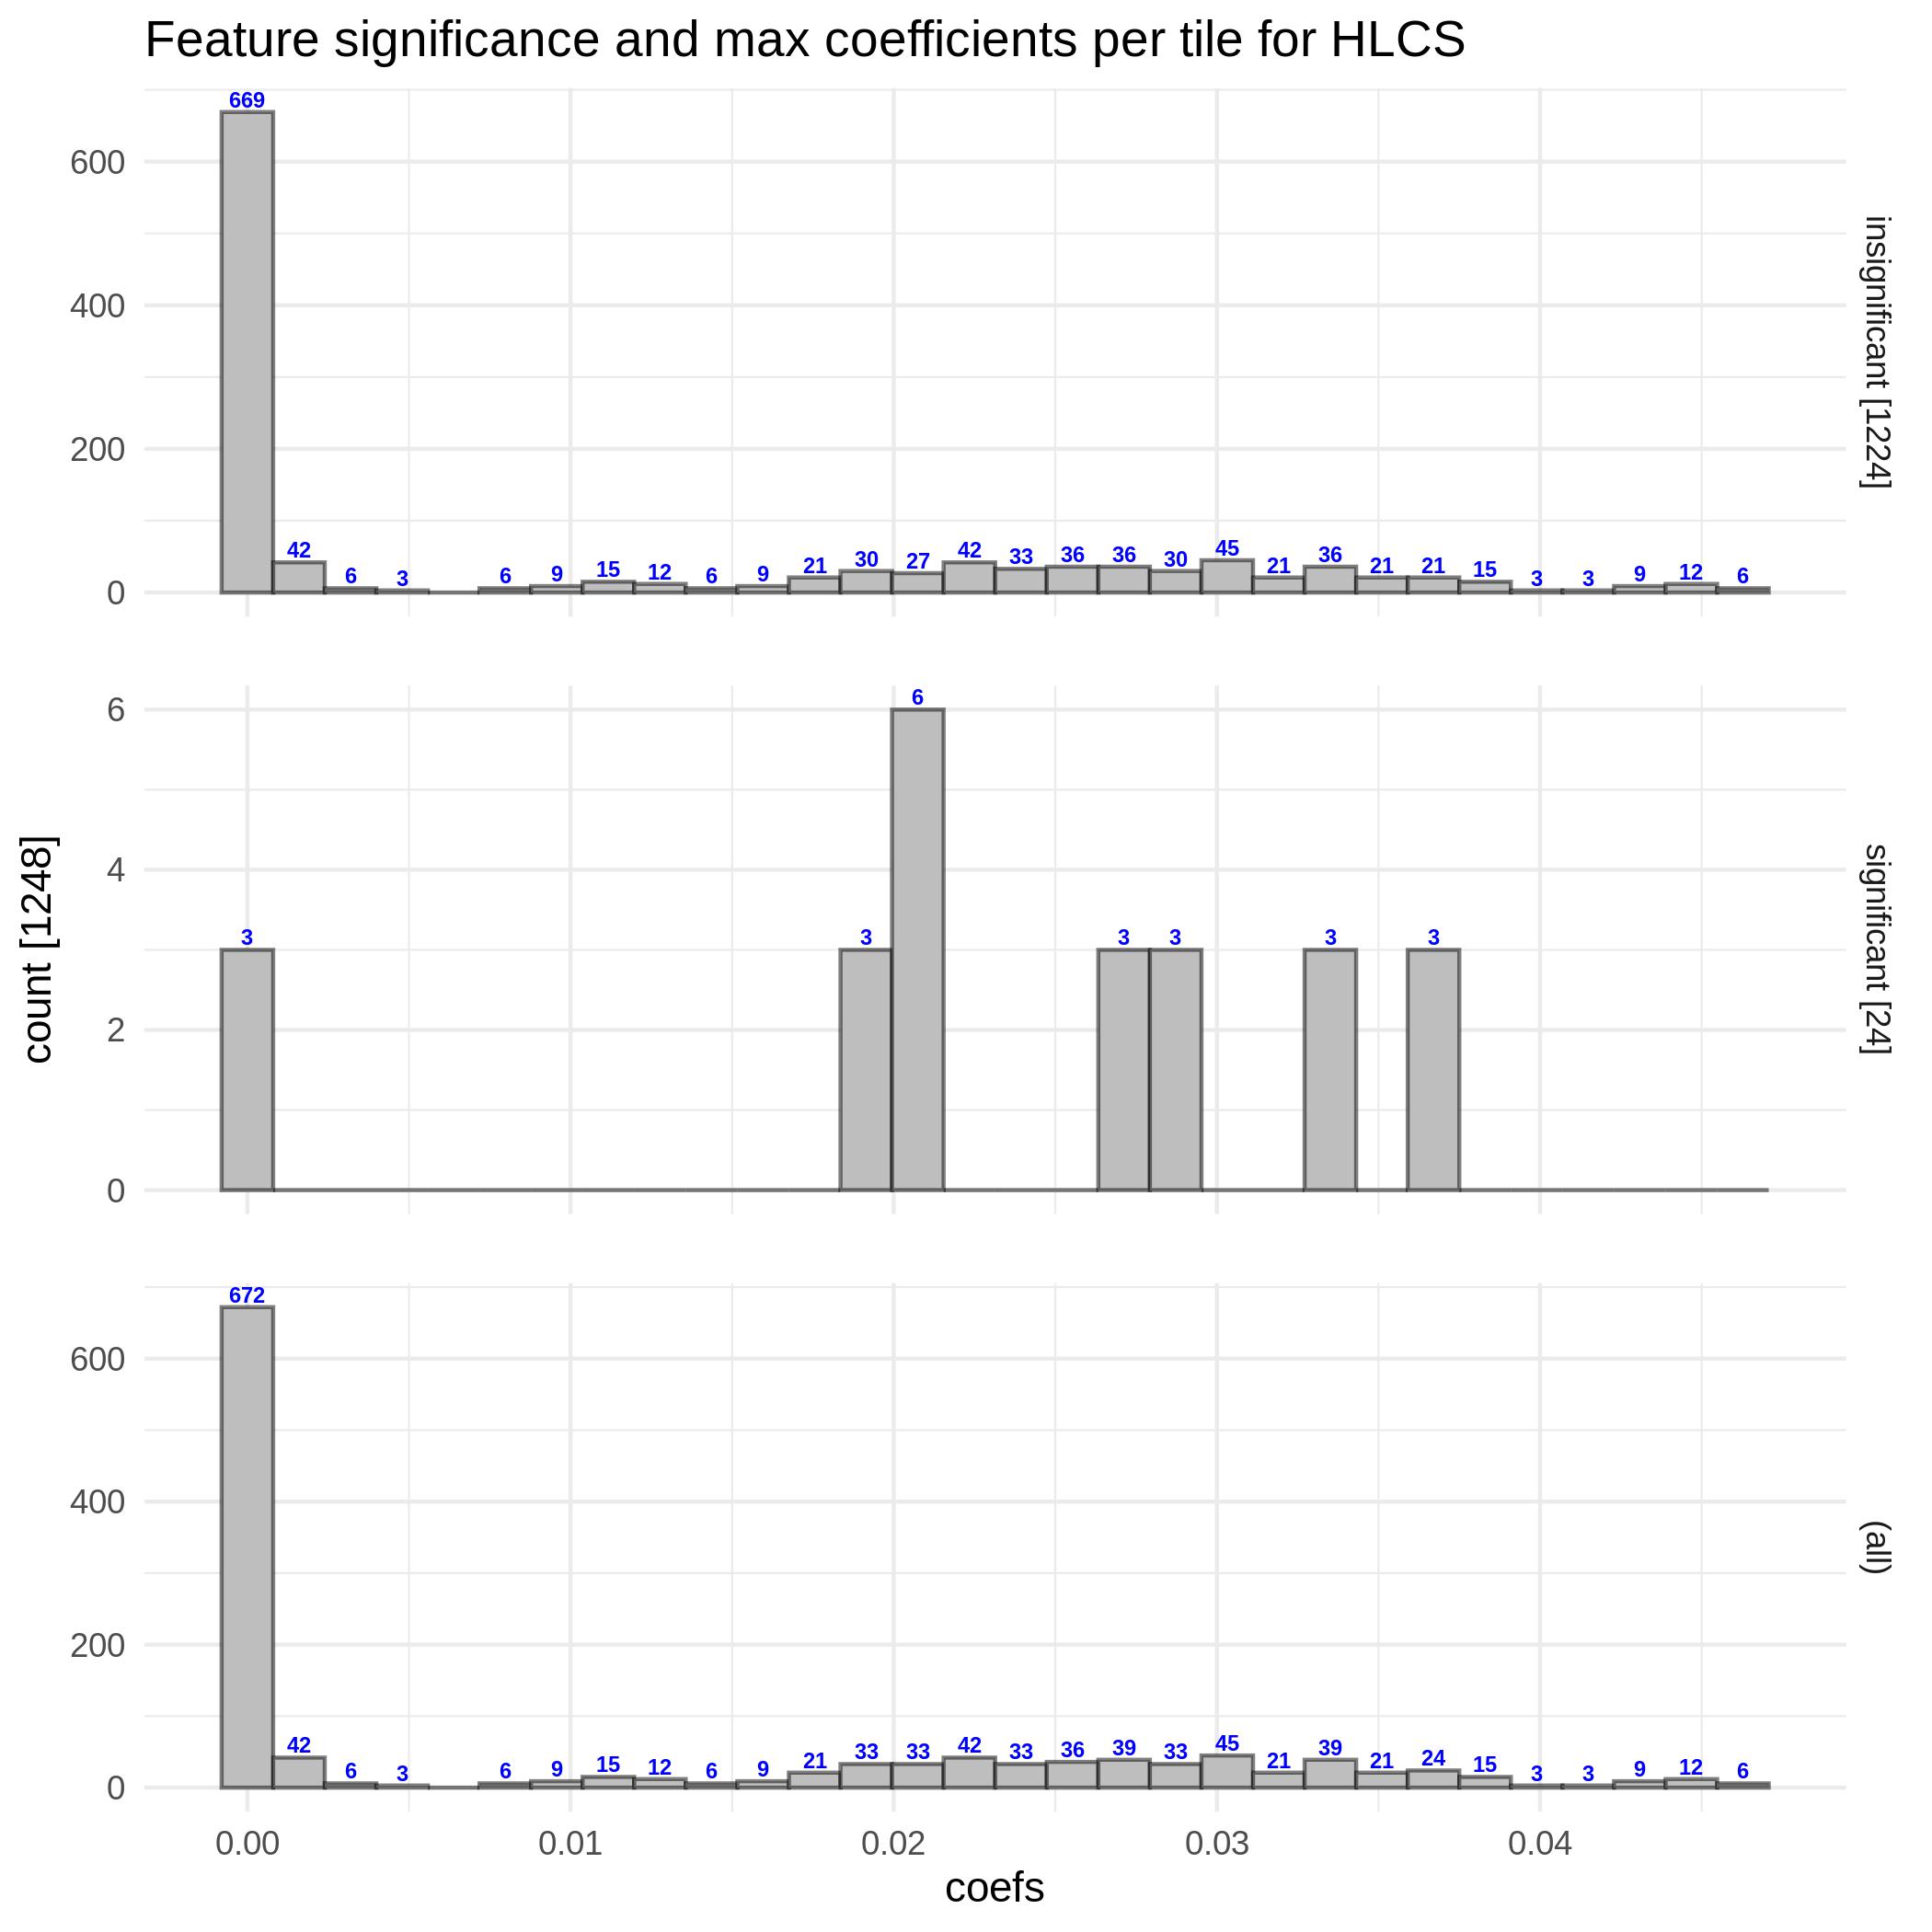 Feature significance and max coefficients per tile for HLCS
669
600
400
200
42 6 3 6 9 15 12 6 9 21 30 27 42 33 36 36 30 45 21 36 21 21 15 3 3 9 12 6
0
insignificant [1224]
6
6
4
3 3 3 3 3 3
2
0
significant [24]
count [1248]
672
600
400
200
42 6 3 6 9 15 12 6 9 21 33 33 42 33 36 39 33 45 21 39 21 24 15 3 3 9 12 6
0
(all)
0.00 0.01 0.02 0.03 0.04
coefs